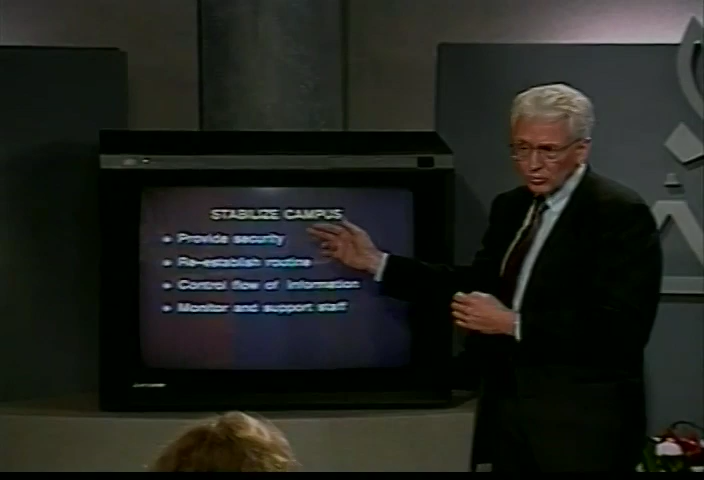 STABILIZE CAMPUS
• Provide security
• Re-establish routine
• Control flow of information
• Monitor and support staff